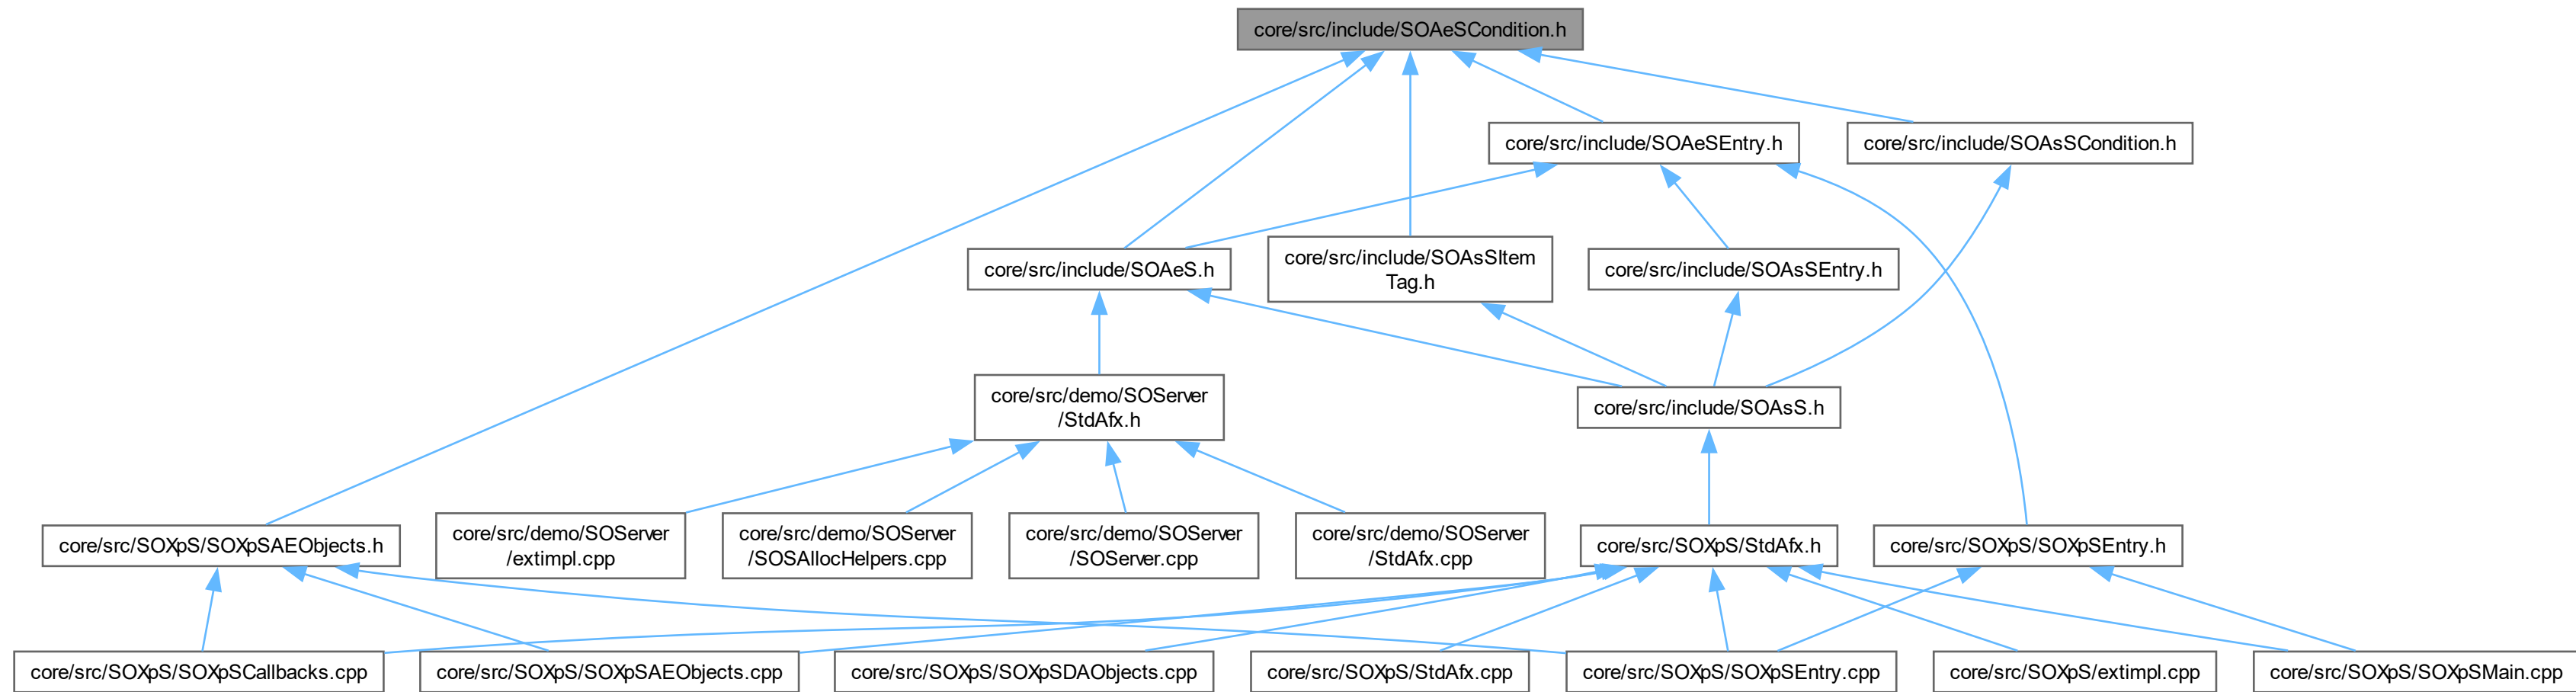 core/src/include/SOAeSCondition.h
core/src/include/SOAeSEntry.h
core/src/include/SOAsSCondition.h
core/src/include/SOAeS.h
core/src/include/SOAsSItem
Tag.h
core/src/include/SOAsSEntry.h
core/src/demo/SOServer
/StdAfx.h
core/src/include/SOAsS.h
core/src/SOXpS/SOXpSAEObjects.h
core/src/demo/SOServer
/extimpl.cpp
core/src/demo/SOServer
/SOSAllocHelpers.cpp
core/src/demo/SOServer
/SOServer.cpp
core/src/demo/SOServer
/StdAfx.cpp
core/src/SOXpS/StdAfx.h
core/src/SOXpS/SOXpSEntry.h
core/src/SOXpS/SOXpSCallbacks.cpp
core/src/SOXpS/SOXpSAEObjects.cpp
core/src/SOXpS/SOXpSDAObjects.cpp
core/src/SOXpS/StdAfx.cpp
core/src/SOXpS/SOXpSEntry.cpp
core/src/SOXpS/extimpl.cpp
core/src/SOXpS/SOXpSMain.cpp